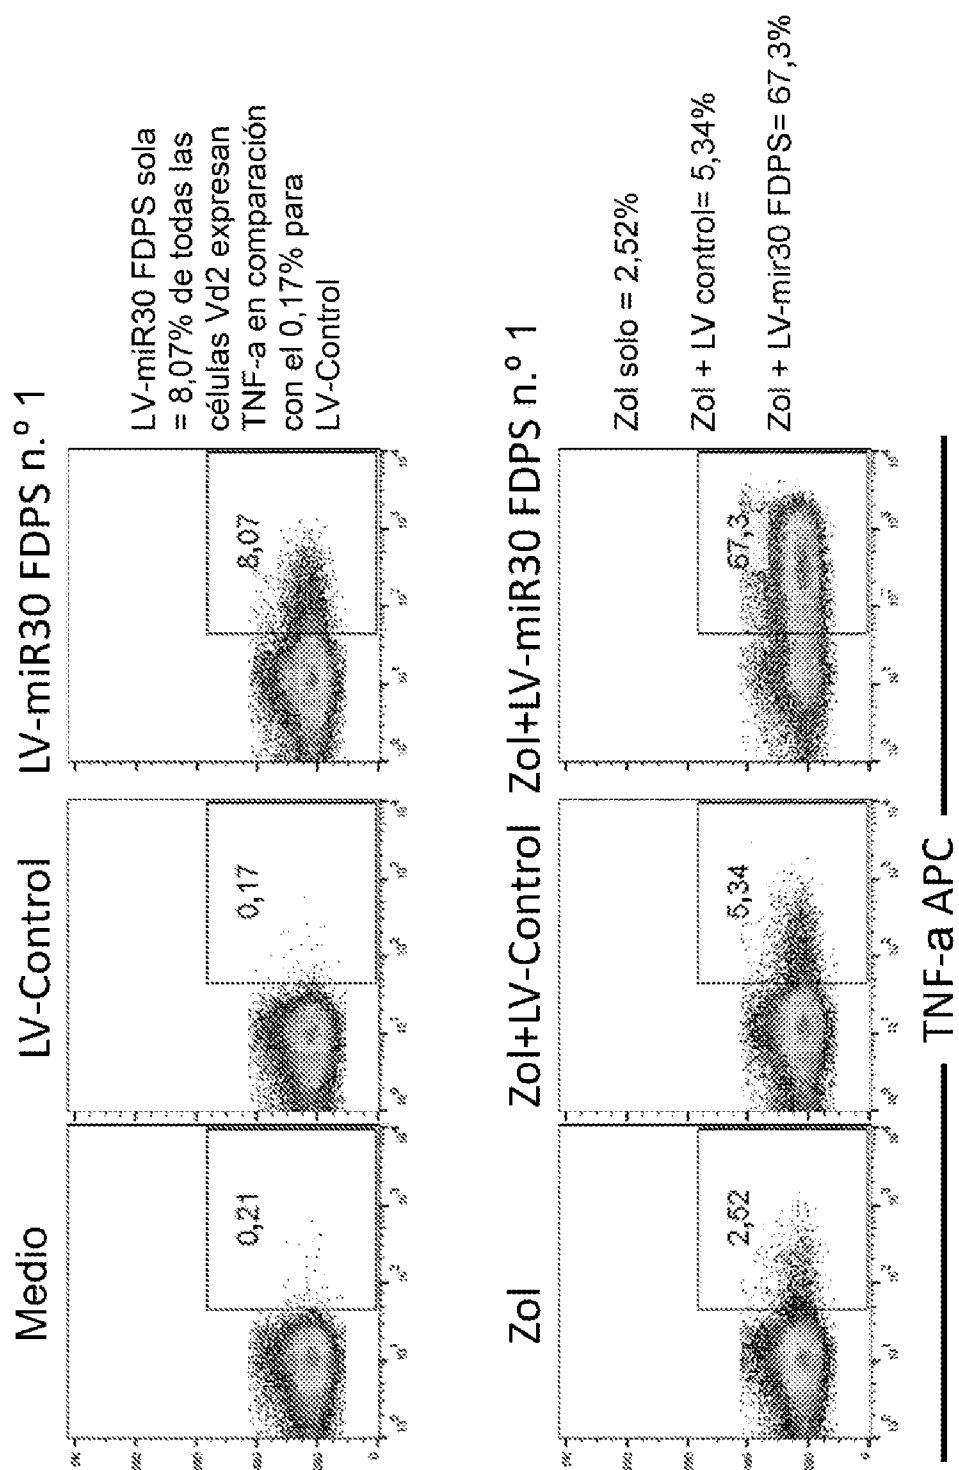 Medio
LV-Control
LV-miR30 FDPS n.º 1
0,21
0,17
8,07
LV-miR30 FDPS sola
= 8,07% de todas las
células Vd2 expresan
TNF-a en comparación
con el 0,17% para
LV-Control
Zol
Zol+LV-Control
Zol+LV-miR30 FDPS n.º 1
2,52
5,34
67,3
Zol solo = 2,52%
Zol + LV control= 5,34%
Zol + LV-mir30 FDPS= 67,3%
TNF-a APC